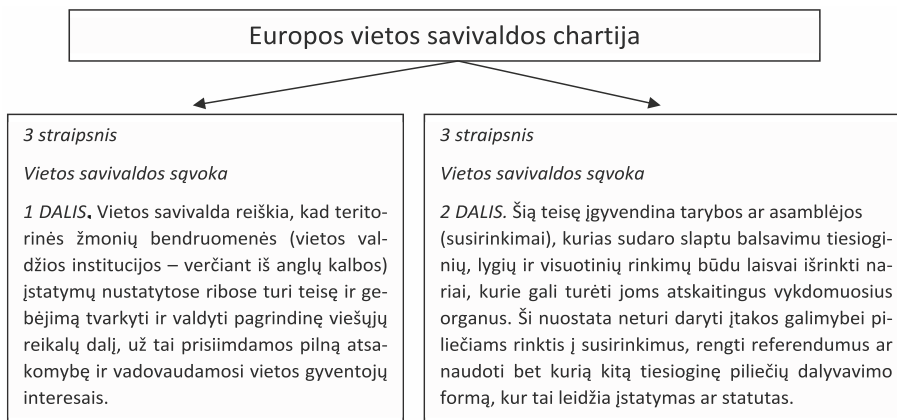 Europos vietos savivaldos chartija
3 straipsnis
Vietos savivaldos sąvoka
1 DALIS. Vietos savivalda reiškia, kad terito-
rinės žmonių bendruomenės (vietos val-
džios institucijos – verčiant iš anglų kalbos)
įstatymų nustatytose ribose turi teisę ir ge-
bėjimą tvarkyti ir valdyti pagrindinę viešųjų
reikalų dalį, už tai prisiimdamos pilną atsa-
komybę ir vadovaudamosi vietos gyventojų
interesais.
3 straipsnis
Vietos savivaldos sąvoka
2 DALIS. Šią teisę įgyvendina tarybos ar asamblėjos
(susirinkimai), kurias sudaro slaptu balsavimu tiesiogi-
nių, lygių ir visuotinių rinkimų būdu laisvai išrinkti na-
riai, kurie gali turėti joms atskaitingus vykdomuosius
organus. Ši nuostata neturi daryti įtakos galimybei pi-
liečiams rinktis į susirinkimus, rengti referendumus ar
naudoti bet kurią kitą tiesioginę piliečių dalyvavimo
formą, kur tai leidžia įstatymas ar statutas.